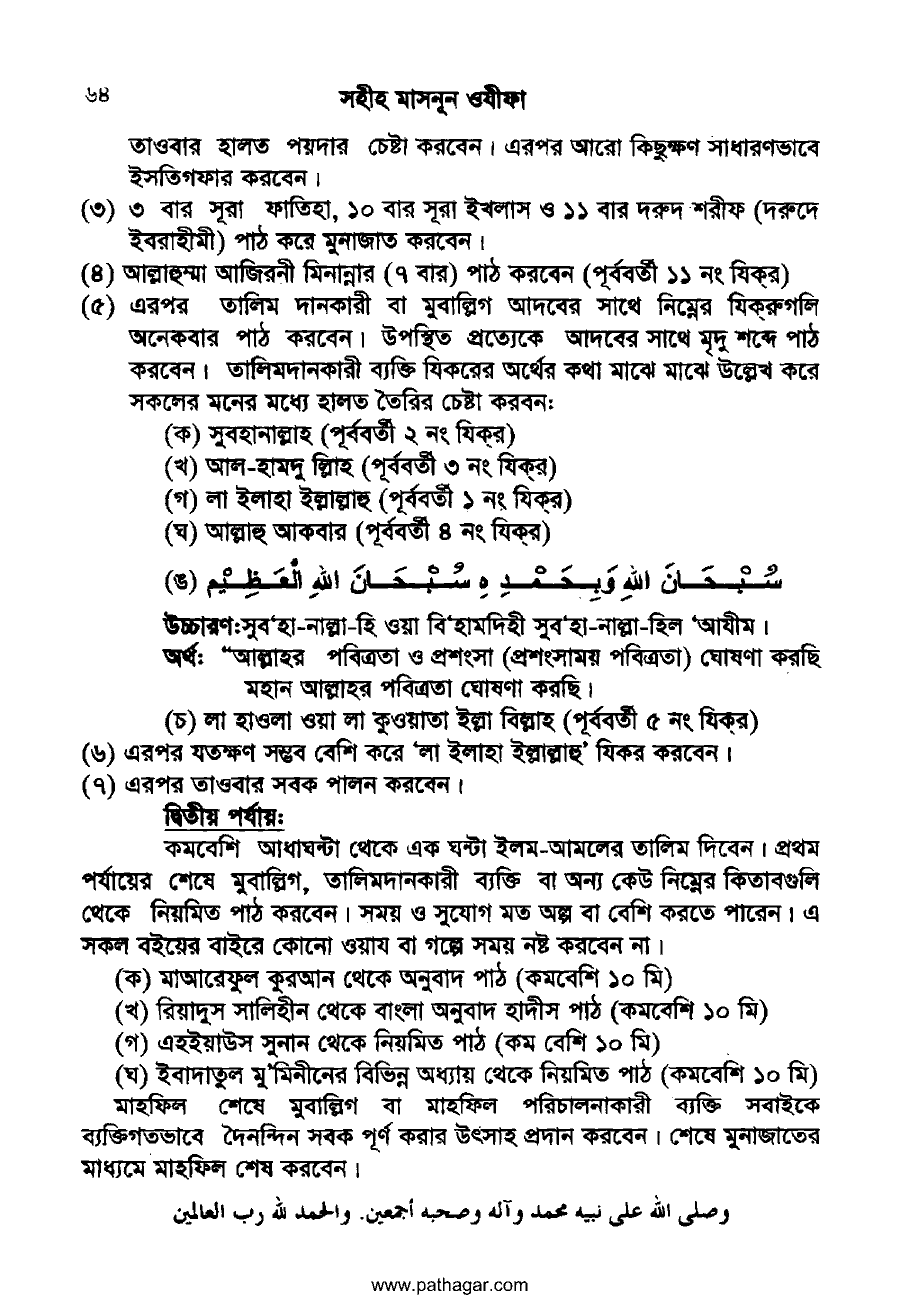 ৬৪ সহীহ মাসনূন ওযীফা
তাওবার হালত পয়দার চেষ্টা করবেন। এরপর আরো কিছুক্ষণ সাধারণভাবে
ইসতিগফার করবেন।
(৩) ৩ বার সূরা ফাতিহা, ১০ বার সূরা ইখলাস ও ১১ বার দরুদ শরীফ (দরুদে
ইবরাহীমী) পাঠ করে মুনাজাত করবেন।
(৪) আল্লাহুম্মা আজিরনী মিনান্নার (৭ বার) পাঠ করবেন (পূর্ববর্তী ১১ নং যিক্‌র)
(৫) এরপর তালিম দানকারী বা মুবাল্লিগ আদবের সাথে নিম্নের যিক্‌রুগলি
অনেকবার পাঠ করবেন। উপস্থিত প্রত্যেকে আদবের সাথে মৃদু শব্দে পাঠ
করবেন। তালিমদানকারী ব্যক্তি যিকরের অর্থের কথা মাঝে মাঝে উল্লেখ করে
সকলের মনের মধ্যে হালত তৈরির চেষ্টা করবন:
(ক) সুবহানাল্লাহ (পূর্ববর্তী ২ নং যিক্‌র)
(খ) আল-হামদু ল্লিাহ (পূর্ববর্তী ৩ নং যিক্‌র)
(গ) লা ইলাহা ইল্লাল্লাহু (পূর্ববর্তী ১ নং যিক্‌র)
(ঘ) আল্লাহু আকবার (পূর্ববর্তী ৪ নং যিক্‌র)
(ঙ) سُبْحَانَ اللهِ وَبِحَمْدِهِ سُبْحَانَ اللهِ الْعَظِيْمِ
উচ্চারণ:সুব‘হা-নাল্লা-হি ওয়া বি‘হামদিহী সুব‘হা-নাল্লা-হিল ‘আযীম।
অর্থ: “আল্লাহর পবিত্রতা ও প্রশংসা (প্রশংসাময় পবিত্রতা) ঘোষণা করছি
মহান আল্লাহর পবিত্রতা ঘোষণা করছি।
(চ) লা হাওলা ওয়া লা কুওয়াতা ইল্লা বিল্লাহ (পূর্ববর্তী ৫ নং যিক্‌র)
(৬) এরপর যতক্ষণ সম্ভব বেশি করে ‘লা ইলাহা ইল্লাল্লাহু’ যিকর করবেন।
(৭) এরপর তাওবার সবক পালন করবেন।
দ্বিতীয় পর্যায়:
কমবেশি আধাঘন্টা থেকে এক ঘন্টা ইলম-আমলের তালিম দিবেন। প্রথম
পর্যায়ের শেষে মুবাল্লিগ, তালিমদানকারী ব্যক্তি বা অন্য কেউ নিম্নের কিতাবগুলি
থেকে নিয়মিত পাঠ করবেন। সময় ও সুযোগ মত অল্প বা বেশি করতে পারেন। এ
সকল বইয়ের বাইরে কোনো ওয়ায বা গল্পে সময় নষ্ট করবেন না।
(ক) মাআরেফুল কুরআন থেকে অনুবাদ পাঠ (কমবেশি ১০ মি)
(খ) রিয়াদুস সালিহীন থেকে বাংলা অনুবাদ হাদীস পাঠ (কমবেশি ১০ মি)
(গ) এহইয়াউস সুনান থেকে নিয়মিত পাঠ (কম বেশি ১০ মি)
(ঘ) ইবাদাতুল মু’মিনীনের বিভিন্ন অধ্যায় থেকে নিয়মিত পাঠ (কমবেশি ১০ মি)
মাহফিল শেষে মুবাল্লিগ বা মাহফিল পরিচালনাকারী ব্যক্তি সবাইকে
ব্যক্তিগতভাবে দৈনন্দিন সবক পূর্ণ করার উৎসাহ প্রদান করবেন। শেষে মুনাজাতের
মাধ্যমে মাহফিল শেষ করবেন।
وصلى الله على نبيه محمد وآله وصحبه أجمعين. والحمد لله رب العالمين
www.pathagar.com